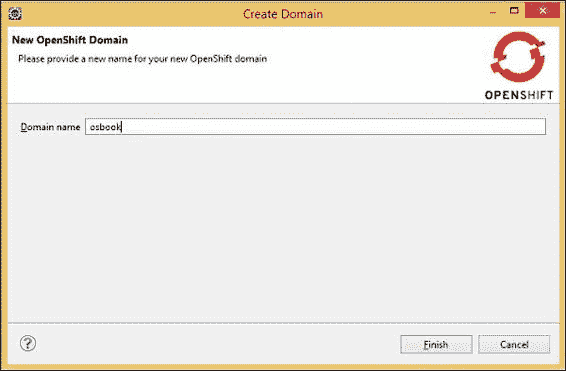 Create Domain
New OpenShift Domain
Please provide a new name for your new OpenShift domain
OPENSHIFT
Domain name osbook
? Finish Cancel